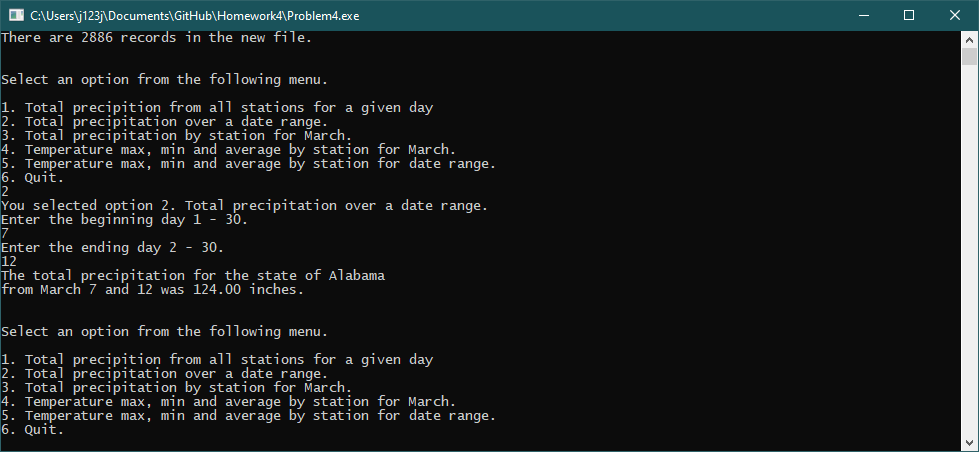 C:\Users\j123j\Documents\GitHub\Homework4\Problem4.exe
There are 2886 records in the new file.
Select an option from the following menu.
1. Total precipition from all stations for a given day
2. Total precipitation over a date range.
3. Total precipitation by station for March.
4. Temperature max, min and average by station for March.
5. Temperature max, min and average by station for date range.
6. Quit.
2
You selected option 2. Total precipitation over a date range.
Enter the beginning day 1 - 30.
7
Enter the ending day 2 - 30.
12
The total precipitation for the state of Alabama
from March 7 and 12 was 124.00 inches.
Select an option from the following menu.
1. Total precipition from all stations for a given day
2. Total precipitation over a date range.
3. Total precipitation by station for March.
4. Temperature max, min and average by station for March.
5. Temperature max, min and average by station for date range.
6. Quit.